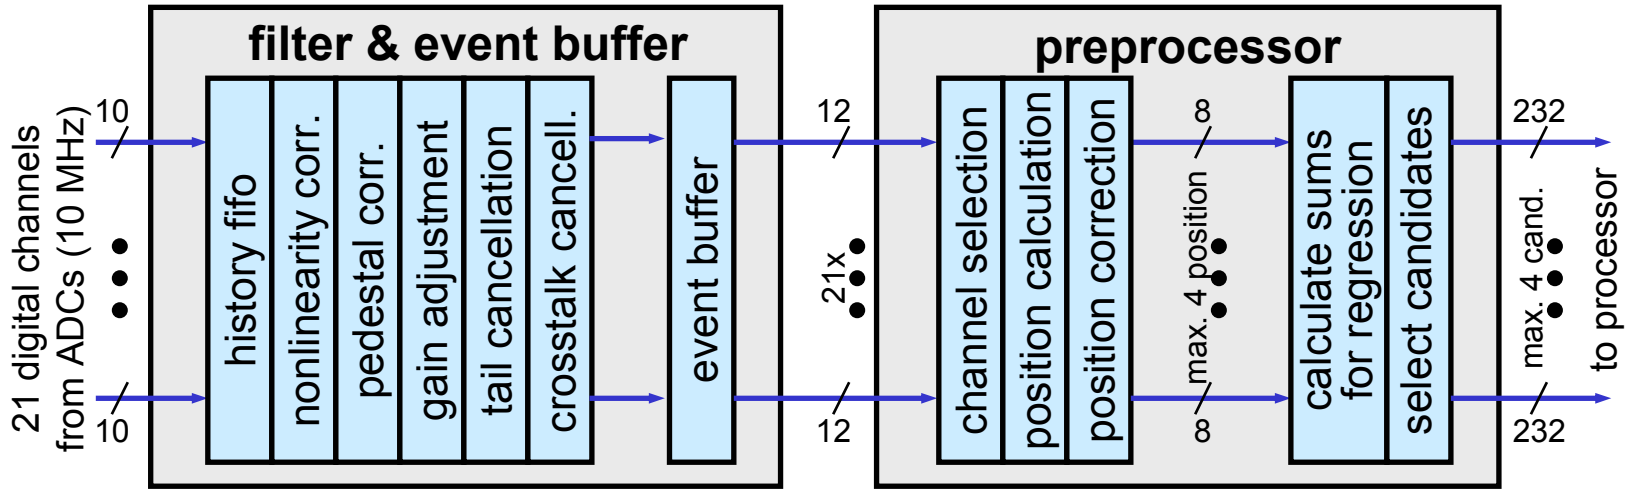 filter & event buffer
preprocessor
21 digital channels
from ADCs (10 MHz)
10
10
history fifo
nonlinearity corr.
pedestal corr.
gain adjustment
tail cancellation
crosstalk cancell.
event buffer
12
21x
12
channel selection
position calculation
position correction
8
max. 4 position
8
calculate sums
for regression
select candidates
232
max. 4 cand.
232
to processor